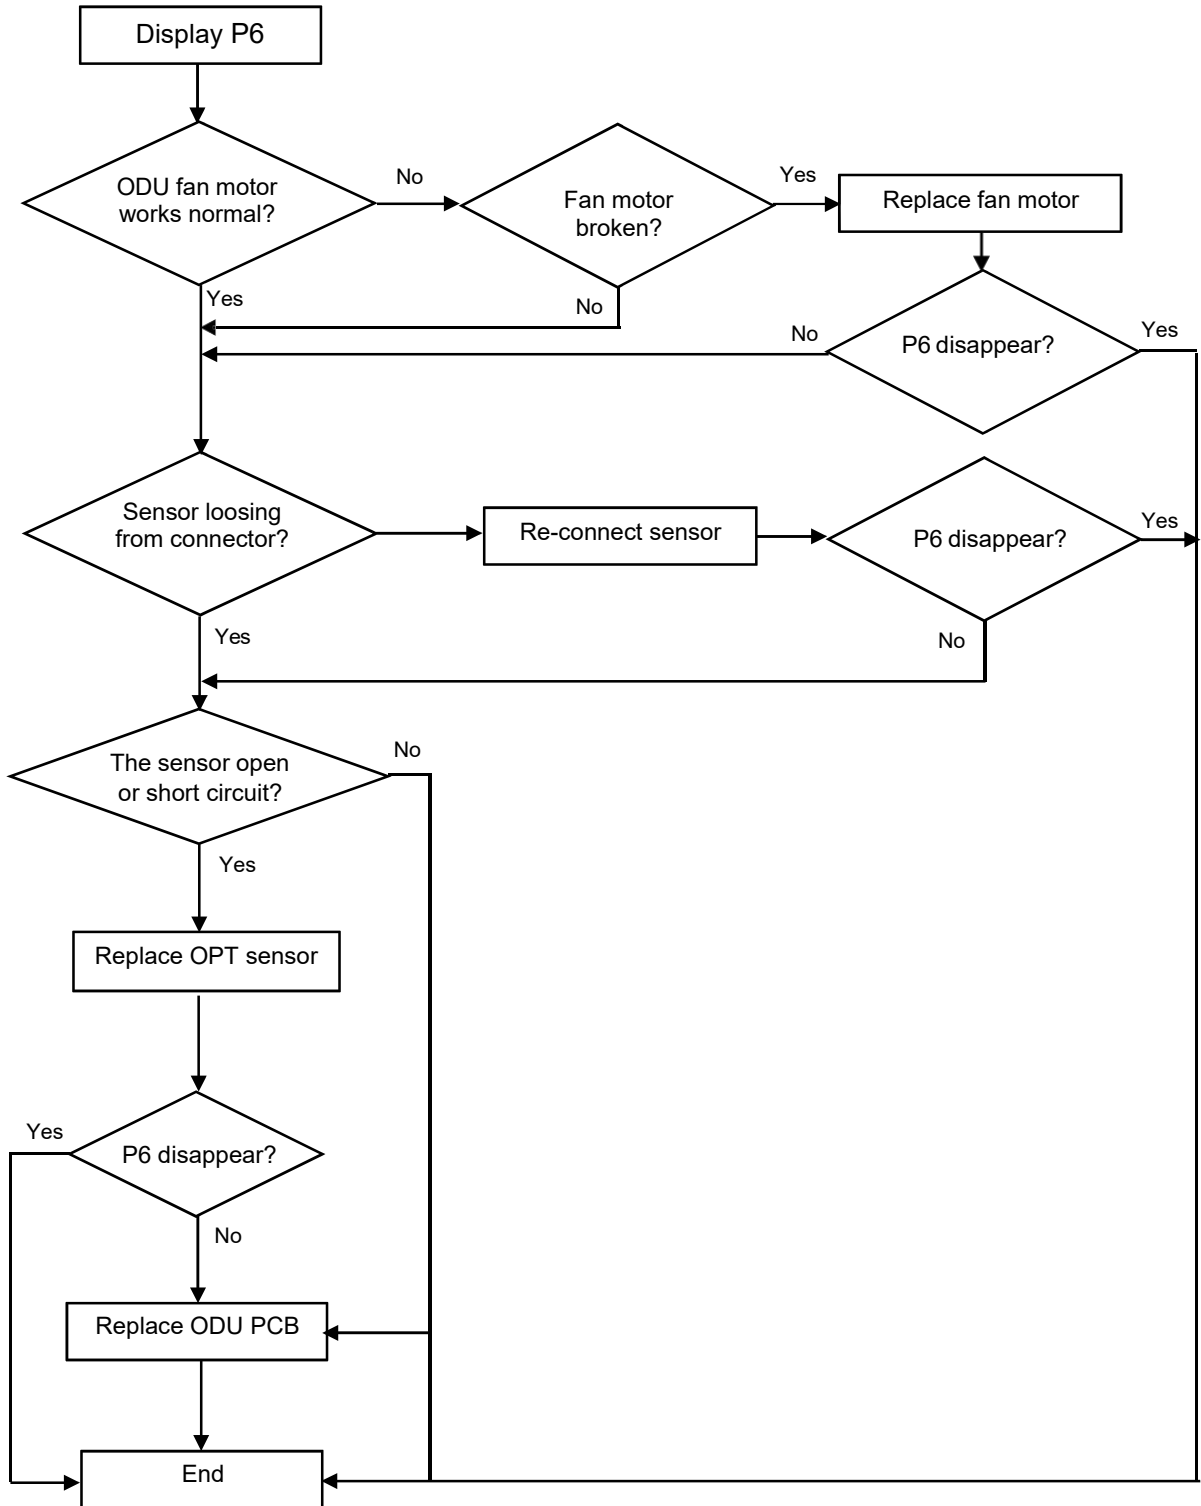 Display P6
ODU fan motor
works normal?
No
Fan motor
broken?
Yes
Replace fan motor
Yes
No
No
P6 disappear?
Yes
Sensor loosing
from connector?
Re-connect sensor
P6 disappear?
Yes
Yes
No
The sensor open
or short circuit?
No
Yes
Replace OPT sensor
Yes
P6 disappear?
No
Replace ODU PCB
End